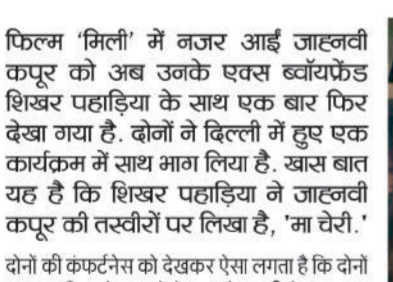 फिल्म 'मिली' में नजर आईं जाह्नवी
कपूर को अब उनके एक्स ब्वॉयफ्रेंड
शिखर पहाड़िया के साथ एक बार फिर
देखा गया है. दोनों ने दिल्ली में हुए एक
कार्यक्रम में साथ भाग लिया है. खास बात
यह है कि शिखर पहाड़िया ने जाह्नवी
कपूर की तस्वीरों पर लिखा है, 'मा चेरी.'
दोनों की कंफर्टनेस को देखकर ऐसा लगता है कि दोनों